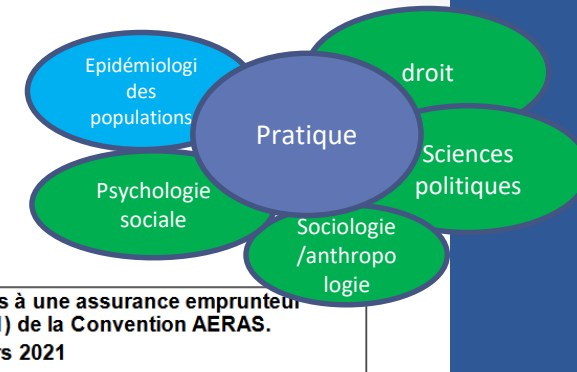 Epidémiologi
des
populations
droit
Pratique
Sciences
politiques
Psychologie
sociale
Sociologie
/anthropo
logie
à une assurance emprunteur
de la Convention AERAS.
2021